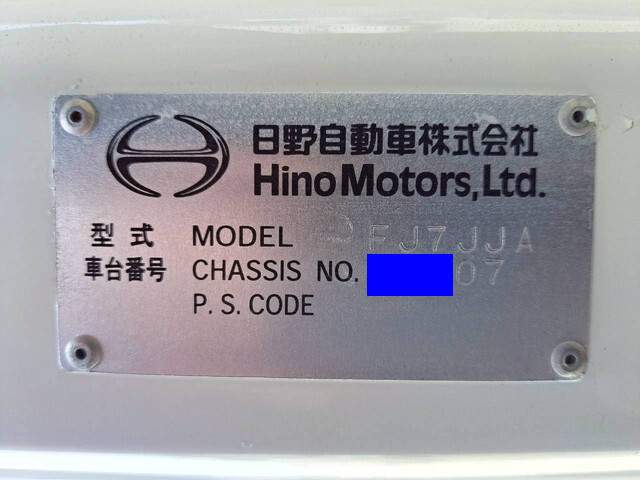 日野自動車株式会社
Hino Motors, Ltd.
型式 MODEL FJ7JJA
車台番号 CHASSIS NO. 07
P.S.CODE